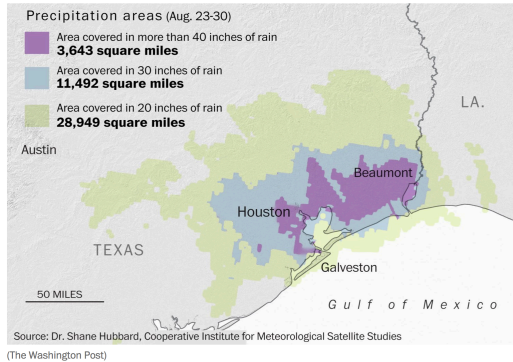 Precipitation areas (Aug. 23-30)
Area covered in more than 40 inches of rain
3,643 square miles
Area covered in 30 inches of rain
11,492 square miles
Area covered in 20 inches of rain
28,949 square miles
LA.
Austin
Beaumont
Houston
TEXAS
Galveston
50 MILES
Gulf of Mexico
Source: Dr. Shane Hubbard, Cooperative Institute for Meteorological Satellite Studies
(The Washington Post)